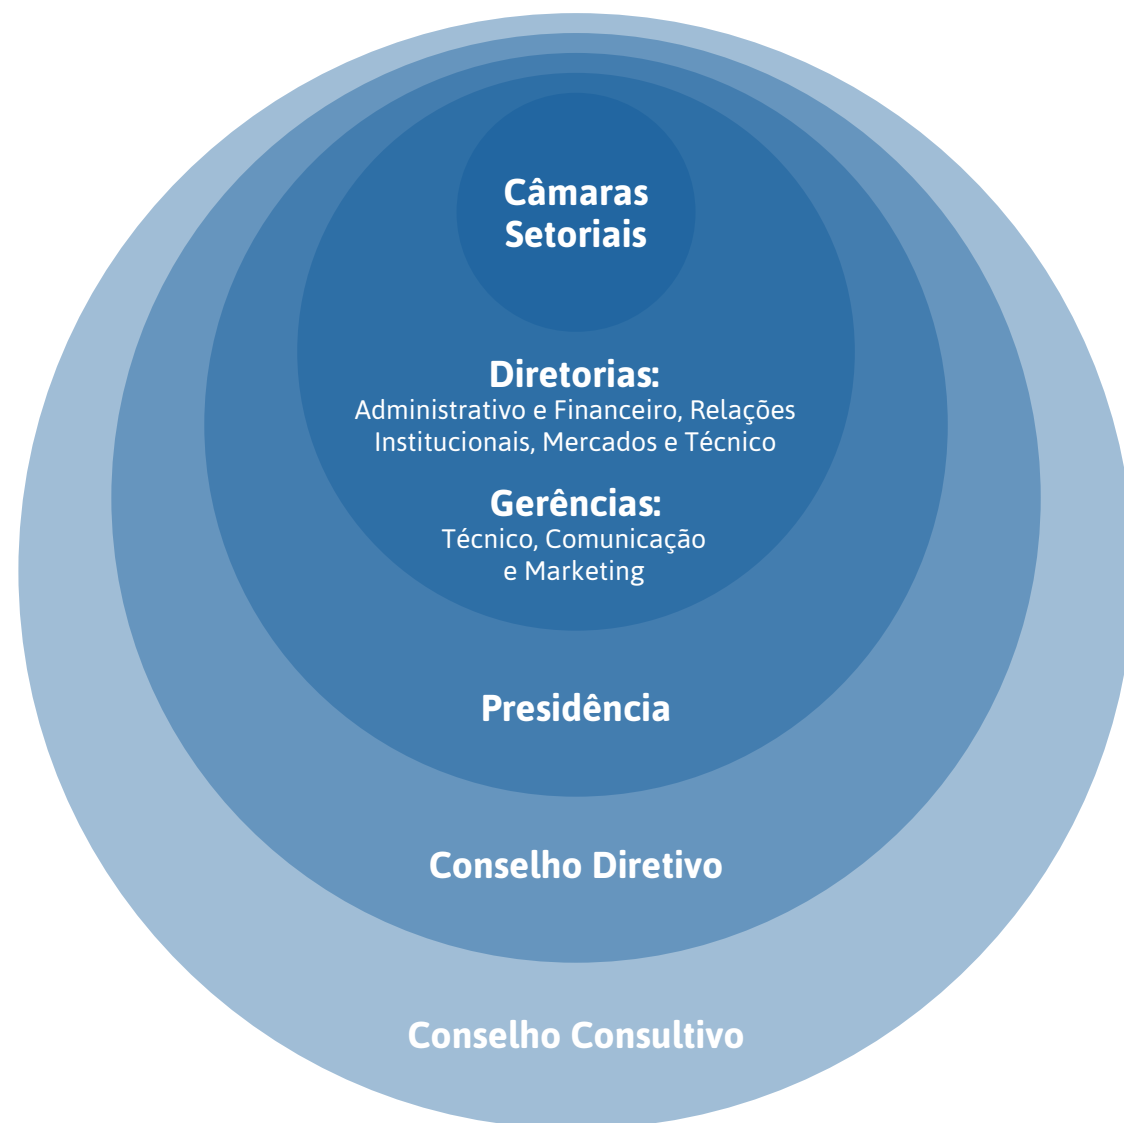 Câmaras
Setoriais
Diretorias:
Administrativo e Financeiro, Relações
Institucionais, Mercados e Técnico
Gerências:
Técnico, Comunicação
e Marketing
Presidência
Conselho Diretivo
Conselho Consultivo